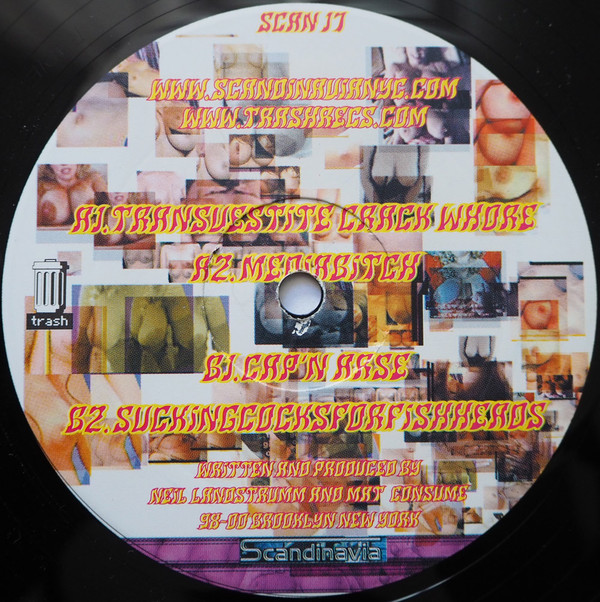 SCAN 17
WWW.SCANDINAVIANYC.COM
WWW.TRASHRECS.COM
A1.TRANSVESTITE CRACK WHORE
A2.MEDIABITCH
trash
B1.CAP'N ARSE
B2.SUCKINGCOCKSFORFISHHEADS
WRITTEN AND PRODUCED BY
NEIL LANDSTRUMM AND MAT CONSUME
98-00 BROOKLYN NEW YORK
Scandinavia